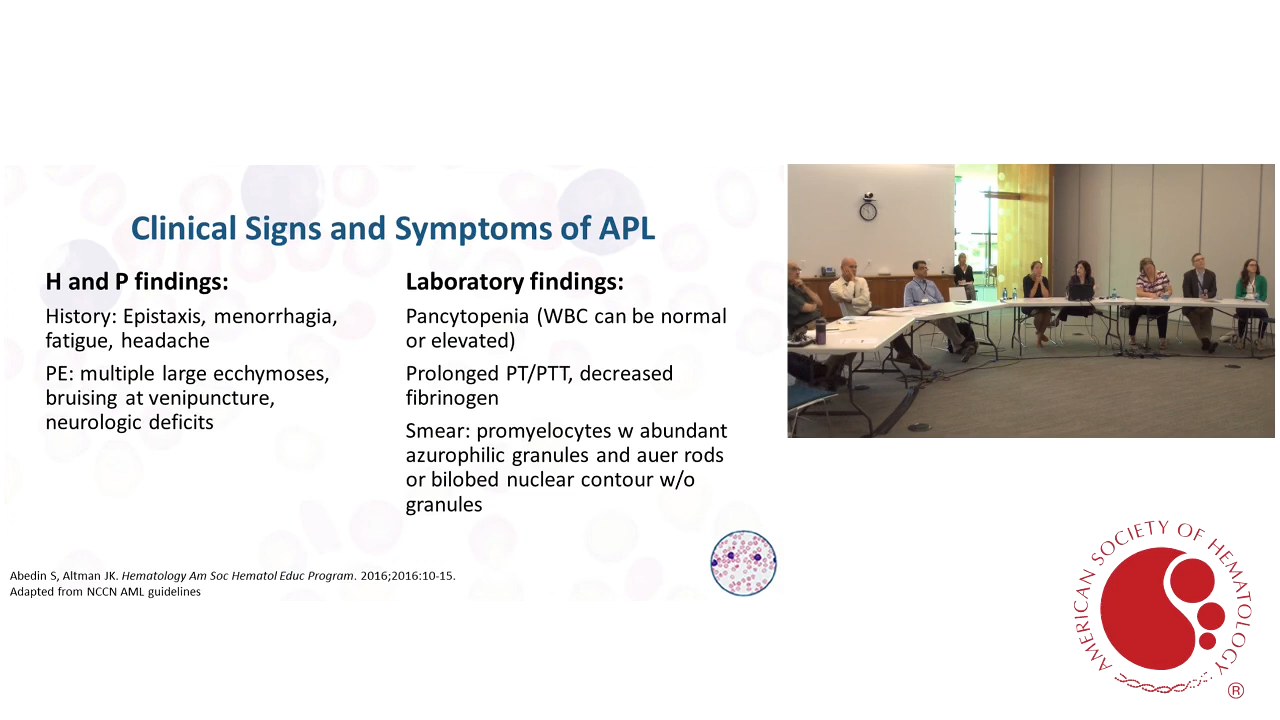 Clinical Signs and Symptoms of APL
H and P findings:
History: Epistaxis, menorrhagia,
fatigue, headache
PE: multiple large ecchymoses,
bruising at venipuncture,
neurologic deficits
Laboratory findings:
Pancytopenia (WBC can be normal
or elevated)
Prolonged PT/PTT, decreased
fibrinogen
Smear: promyelocytes w abundant
azurophilic granules and auer rods
or bilobed nuclear contour w/o
granules
Abedin S, Altman JK. Hematology Am Soc Hematol Educ Program. 2016;2016:10-15.
Adapted from NCCN AML guidelines
AMERICAN SOCIETY OF HEMATOLOGY
®